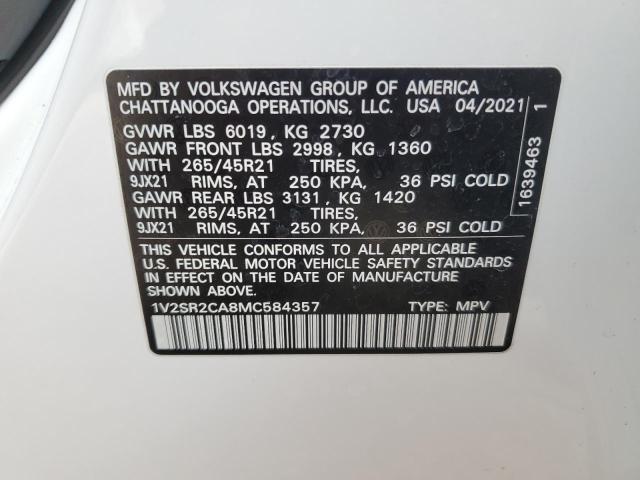 MFD BY VOLKSWAGEN GROUP OF AMERICA
CHATTANOOGA OPERATIONS, LLC. USA 04/2021
GVWR LBS 6019, KG 2730
GAWR FRONT LBS 2998, KG 1360
WITH 265/45R21 TIRES,
9JX21 RIMS, AT 250 KPA, 36 PSI COLD
GAWR REAR LBS 3131, KG 1420
WITH 265/45R21 TIRES,
9JX21 RIMS, AT 250 KPA, 36 PSI COLD
THIS VEHICLE CONFORMS TO ALL APPLICABLE
U.S. FEDERAL MOTOR VEHICLE SAFETY STANDARDS
IN EFFECT ON THE DATE OF MANUFACTURE
SHOWN ABOVE.
1V2SR2CA8MC584357 TYPE: MPV
1639463 1